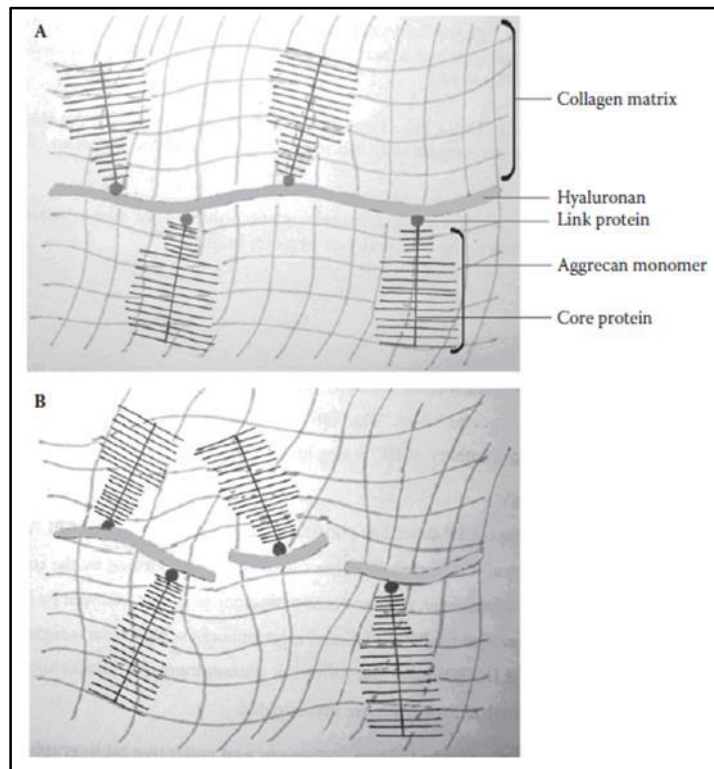 A
Collagen matrix
Hyaluronan
Link protein
Aggrecan monomer
Core protein
B